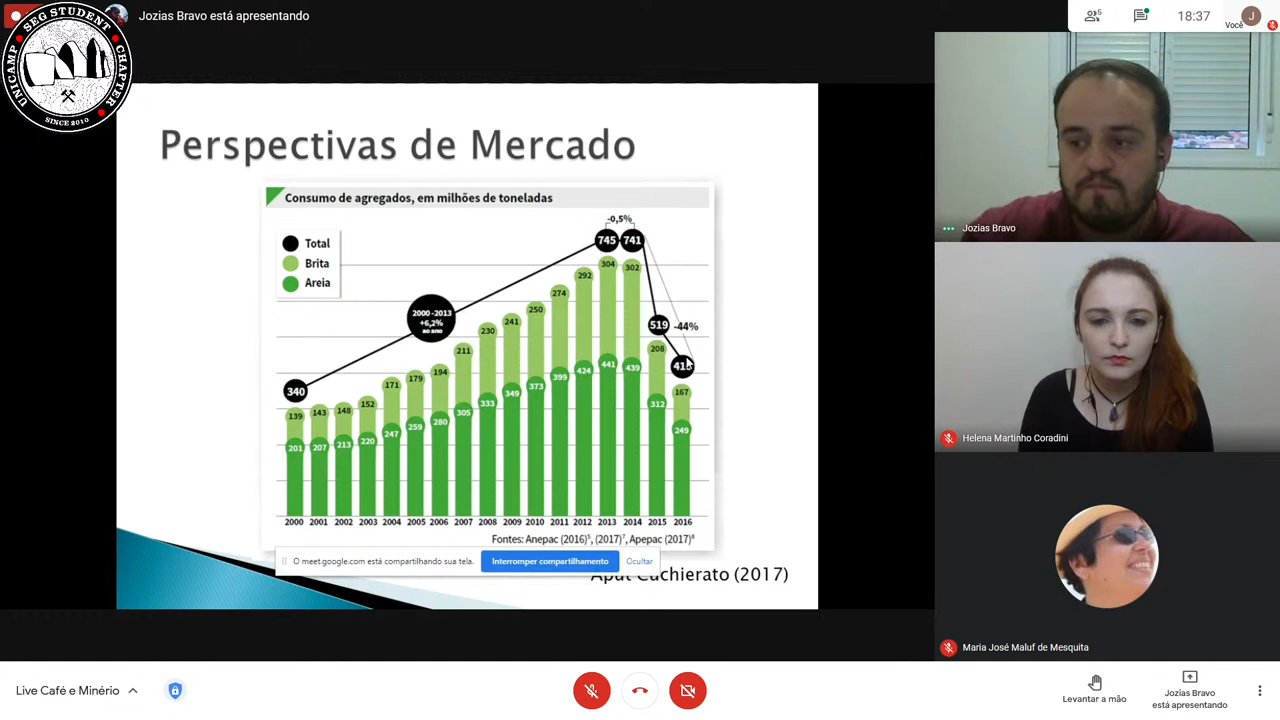 Jozias Bravo está apresentando
5
18:37
J
Você
UNICAMP SEG STUDENT CHAPTER
SINCE 2010
Perspectivas de Mercado
Consumo de agregados, em milhões de toneladas
Total
Brita
Areia
-0,5%
745 741
2000 -2013
+6,2%
ao ano
519 -44%
340
139 143 148 152 171 179 194 211 230 241 250 274 292 304 302 208 167
201 207 213 220 247 259 280 305 333 349 373 399 424 441 439 312 249
2000 2001 2002 2003 2004 2005 2006 2007 2008 2009 2010 2011 2012 2013 2014 2015 2016
Fontes: Anepac (2016)⁵, (2017)⁷, Apepac (2017)⁸
O meet.google.com está compartilhando sua tela. Interromper compartilhamento Ocultar
Cuchierato (2017)
Jozias Bravo
Helena Martinho Coradini
Maria José Maluf de Mesquita
Live Café e Minério
Levantar a mão
Jozias Bravo
está apresentando